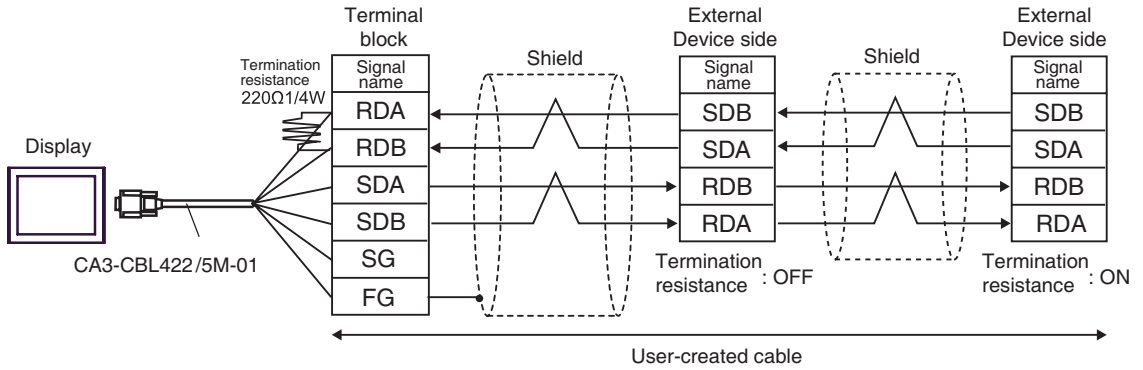 Terminal
block
External
Device side
External
Device side
Shield
Shield
Termination
resistance
220Ω1/4W
Signal
name
RDA
RDB
SDA
SDB
SG
FG
Signal
name
SDB
SDA
RDB
RDA
Signal
name
SDB
SDA
RDB
RDA
Display
CA3-CBL422/5M-01
Termination
resistance : OFF
Termination
resistance : ON
User-created cable